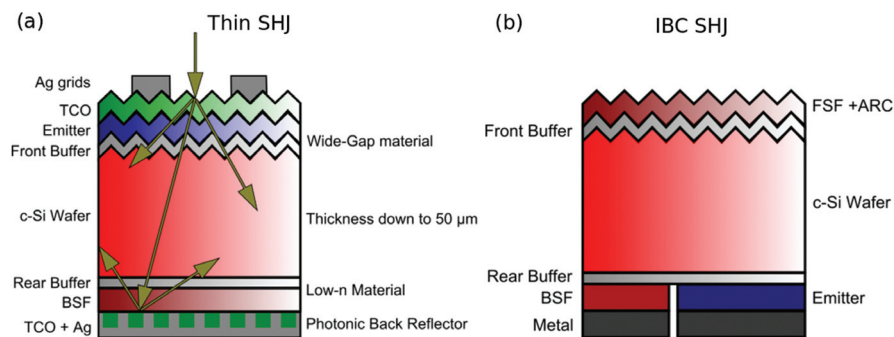 (a)
Thin SHJ
Ag grids
TCO
Emitter
Front Buffer
Wide-Gap material
c-Si Wafer
Thickness down to 50 µm
Rear Buffer
Low-n Material
BSF
TCO + Ag
Photonic Back Reflector
(b)
IBC SHJ
FSF +ARC
Front Buffer
c-Si Wafer
Rear Buffer
BSF
Emitter
Metal